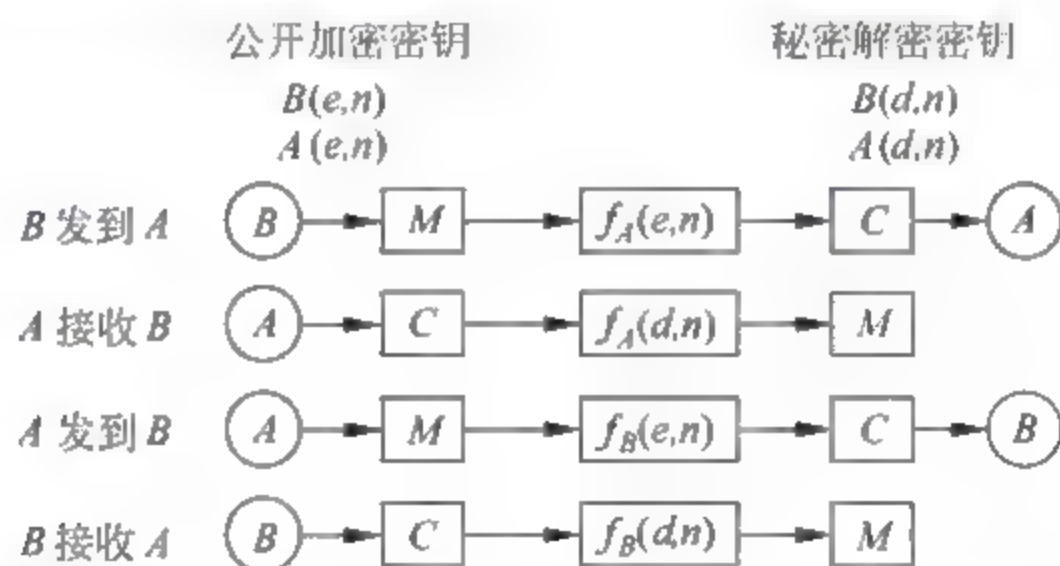 公开加密密钥 秘密解密密钥
B(e,n) B(d,n)
A(e,n) A(d,n)
B 发到 A B M f_A(e,n) C A
A 接收 B A C f_A(d,n) M
A 发到 B A M f_B(e,n) C B
B 接收 A B C f_B(d,n) M